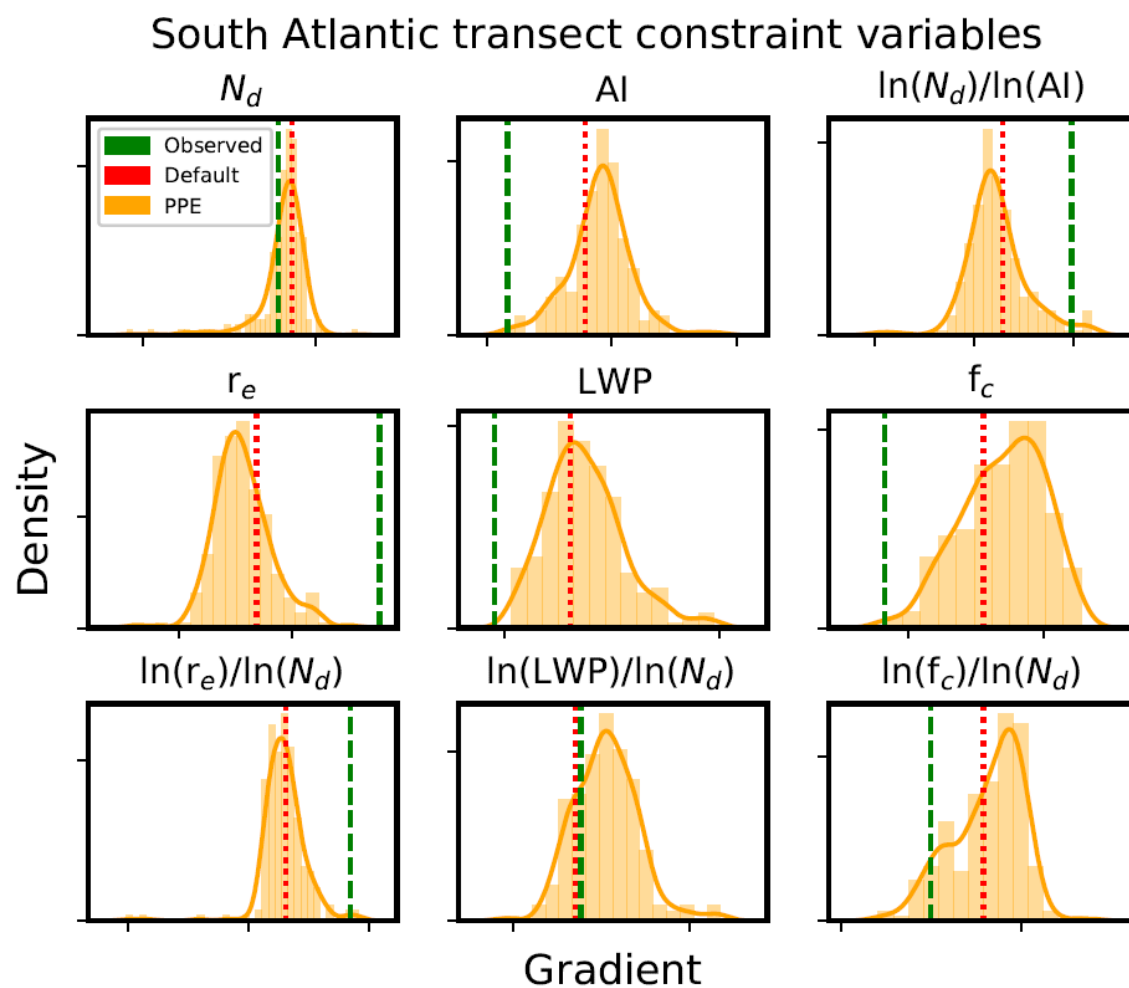 South Atlantic transect constraint variables
N_d
AI
ln(N_d)/ln(AI)
Observed
Default
PPE
r_e
LWP
f_c
Density
ln(r_e)/ln(N_d)
ln(LWP)/ln(N_d)
ln(f_c)/ln(N_d)
Gradient